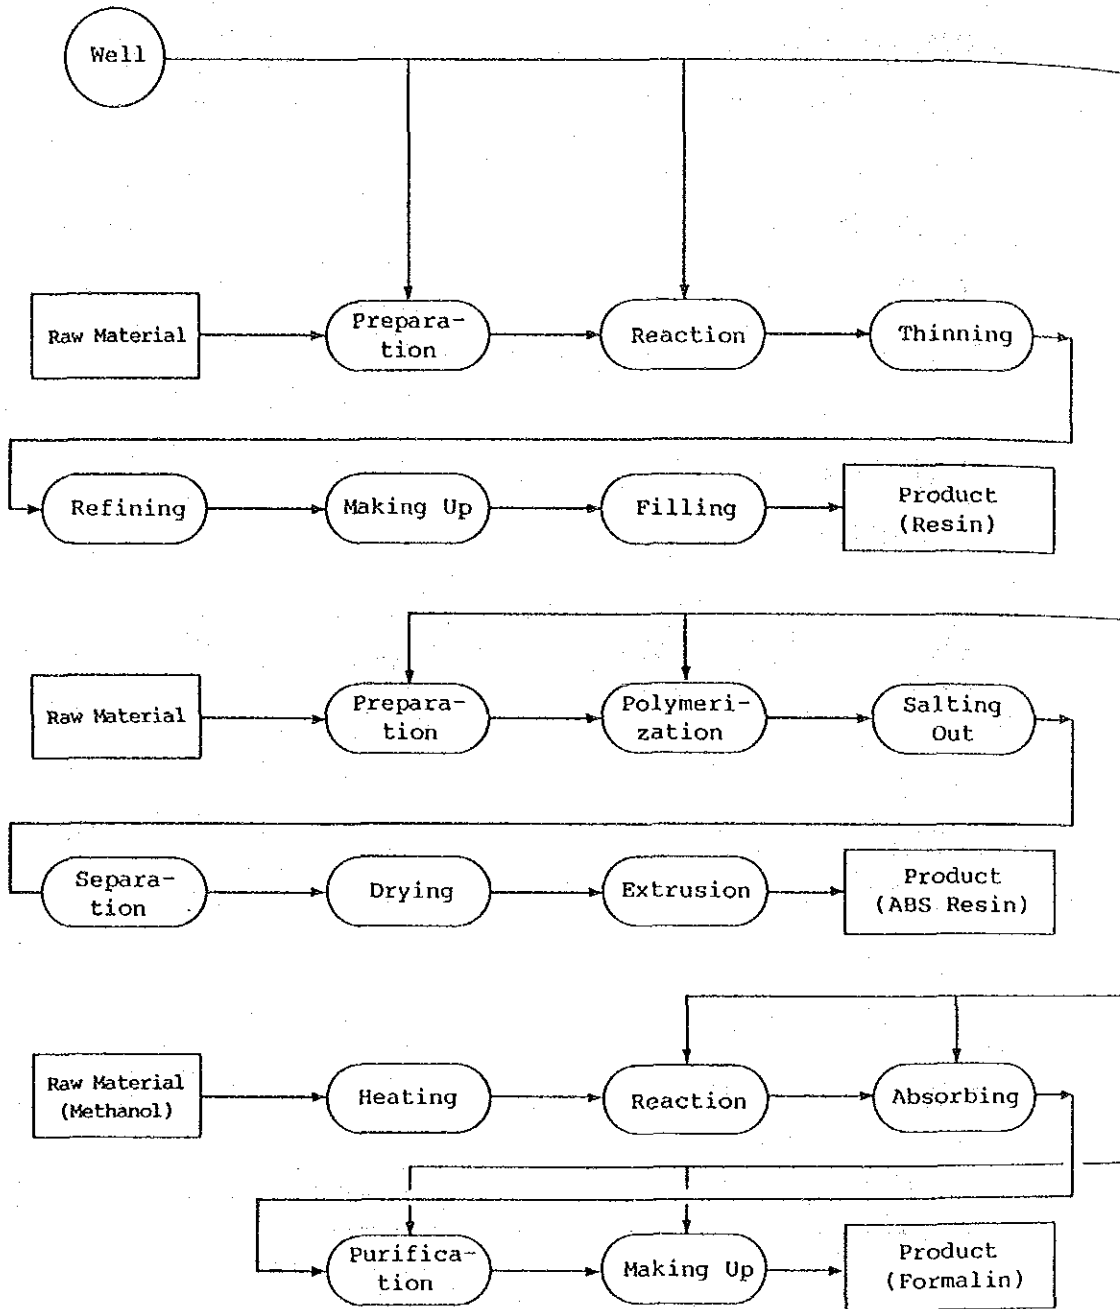 Well
Raw Material
Prepara-
tion
Reaction
Thinning
Refining
Making Up
Filling
Product
(Resin)
Raw Material
Prepara-
tion
Polymeri-
zation
Salting
Out
Separa-
tion
Drying
Extrusion
Product
(ABS Resin)
Raw Material
(Methanol)
Heating
Reaction
Absorbing
Purifica-
tion
Making Up
Product
(Formalin)